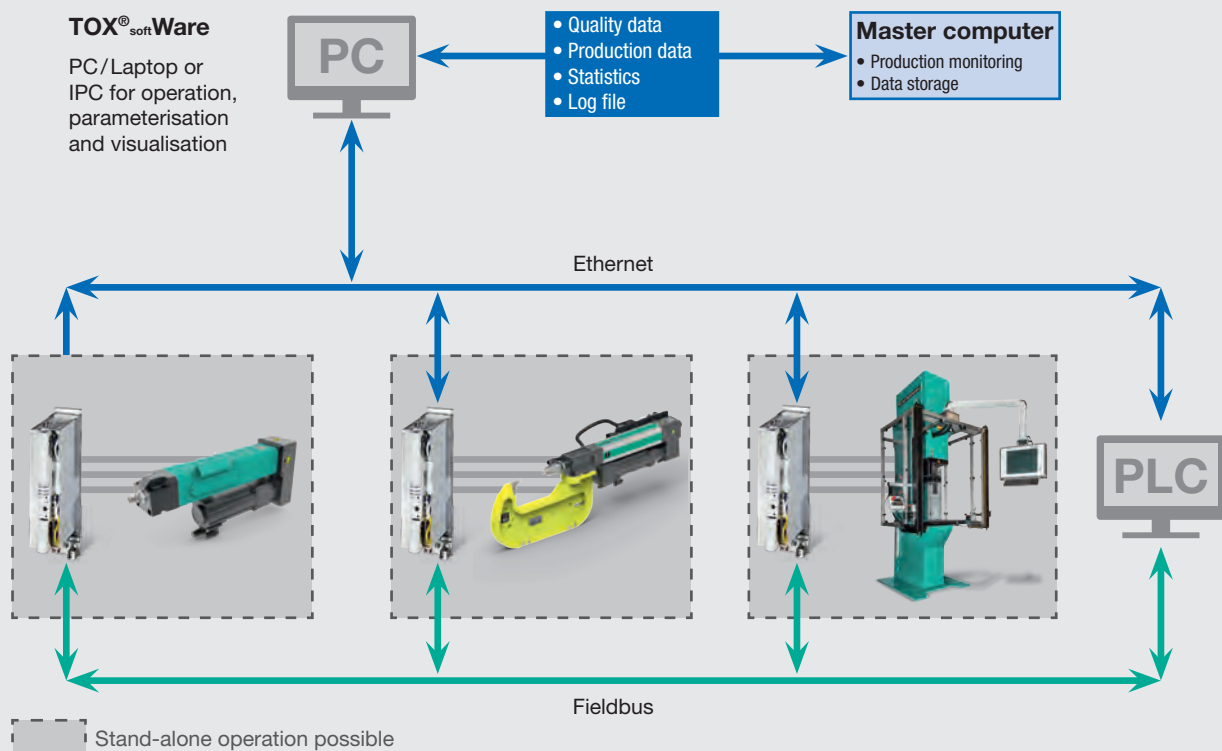 TOX®softWare
PC/Laptop or
IPC for operation,
parameterisation
and visualisation
PC
• Quality data
• Production data
• Statistics
• Log file
Master computer
• Production monitoring
• Data storage
Ethernet
PLC
Fieldbus
Stand-alone operation possible